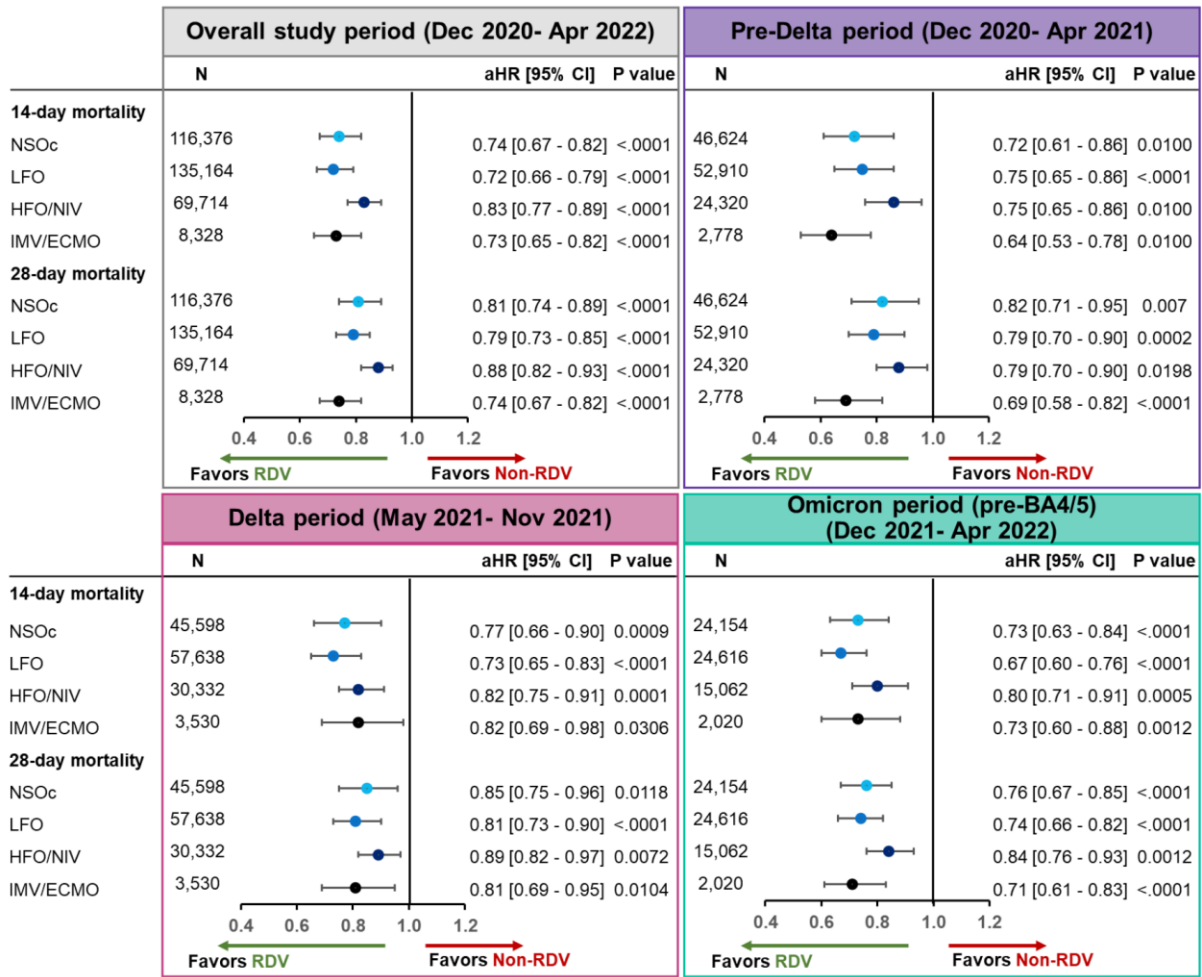 Overall study period (Dec 2020- Apr 2022)
N aHR [95% CI] P value
14-day mortality
NSOc 116,376 0.74 [0.67 - 0.82] <.0001
LFO 135,164 0.72 [0.66 - 0.79] <.0001
HFO/NIV 69,714 0.83 [0.77 - 0.89] <.0001
IMV/ECMO 8,328 0.73 [0.65 - 0.82] <.0001
28-day mortality
NSOc 116,376 0.81 [0.74 - 0.89] <.0001
LFO 135,164 0.79 [0.73 - 0.85] <.0001
HFO/NIV 69,714 0.88 [0.82 - 0.93] <.0001
IMV/ECMO 8,328 0.74 [0.67 - 0.82] <.0001
0.4 0.6 0.8 1.0 1.2
Favors RDV Favors Non-RDV
Pre-Delta period (Dec 2020- Apr 2021)
N aHR [95% CI] P value
46,624 0.72 [0.61 - 0.86] 0.0100
52,910 0.75 [0.65 - 0.86] <.0001
24,320 0.75 [0.65 - 0.86] 0.0100
2,778 0.64 [0.53 - 0.78] 0.0100
46,624 0.82 [0.71 - 0.95] 0.007
52,910 0.79 [0.70 - 0.90] 0.0002
24,320 0.79 [0.70 - 0.90] 0.0198
2,778 0.69 [0.58 - 0.82] <.0001
0.4 0.6 0.8 1.0 1.2
Favors RDV Favors Non-RDV
Delta period (May 2021- Nov 2021)
N aHR [95% CI] P value
14-day mortality
NSOc 45,598 0.77 [0.66 - 0.90] 0.0009
LFO 57,638 0.73 [0.65 - 0.83] <.0001
HFO/NIV 30,332 0.82 [0.75 - 0.91] 0.0001
IMV/ECMO 3,530 0.82 [0.69 - 0.98] 0.0306
28-day mortality
NSOc 45,598 0.85 [0.75 - 0.96] 0.0118
LFO 57,638 0.81 [0.73 - 0.90] <.0001
HFO/NIV 30,332 0.89 [0.82 - 0.97] 0.0072
IMV/ECMO 3,530 0.81 [0.69 - 0.95] 0.0104
0.4 0.6 0.8 1.0 1.2
Favors RDV Favors Non-RDV
Omicron period (pre-BA4/5)
(Dec 2021- Apr 2022)
N aHR [95% CI] P value
24,154 0.73 [0.63 - 0.84] <.0001
24,616 0.67 [0.60 - 0.76] <.0001
15,062 0.80 [0.71 - 0.91] 0.0005
2,020 0.73 [0.60 - 0.88] 0.0012
24,154 0.76 [0.67 - 0.85] <.0001
24,616 0.74 [0.66 - 0.82] <.0001
15,062 0.84 [0.76 - 0.93] 0.0012
2,020 0.71 [0.61 - 0.83] <.0001
0.4 0.6 0.8 1.0 1.2
Favors RDV Favors Non-RDV